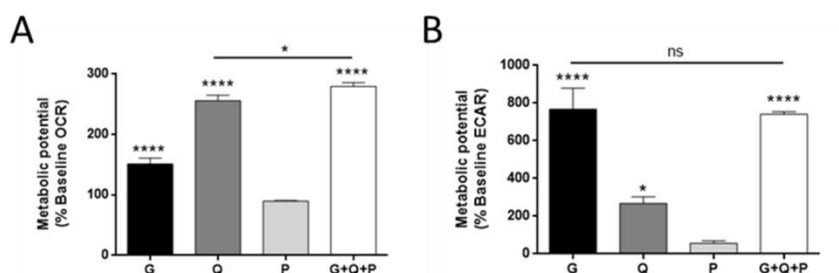 A
Metabolic potential
(% Baseline OCR)
300
200
100
0
****
****
*
****
G
Q
P
G+Q+P
B
Metabolic potential
(% Baseline ECAR)
1000
800
600
400
200
0
****
*
ns
****
G
Q
P
G+Q+P